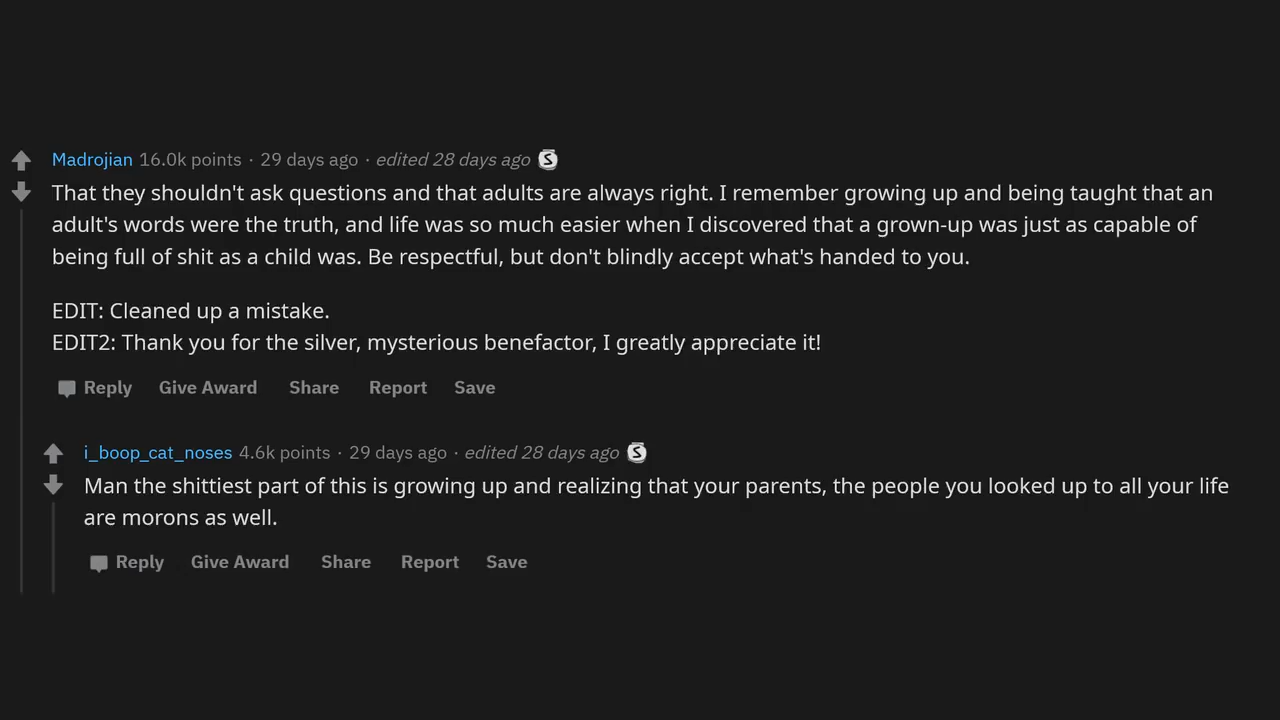 Madrojian 16.0k points · 29 days ago · edited 28 days ago S
That they shouldn't ask questions and that adults are always right. I remember growing up and being taught that an
adult's words were the truth, and life was so much easier when I discovered that a grown-up was just as capable of
being full of shit as a child was. Be respectful, but don't blindly accept what's handed to you.
EDIT: Cleaned up a mistake.
EDIT2: Thank you for the silver, mysterious benefactor, I greatly appreciate it!
Reply Give Award Share Report Save
i_boop_cat_noses 4.6k points · 29 days ago · edited 28 days ago S
Man the shittiest part of this is growing up and realizing that your parents, the people you looked up to all your life
are morons as well.
Reply Give Award Share Report Save